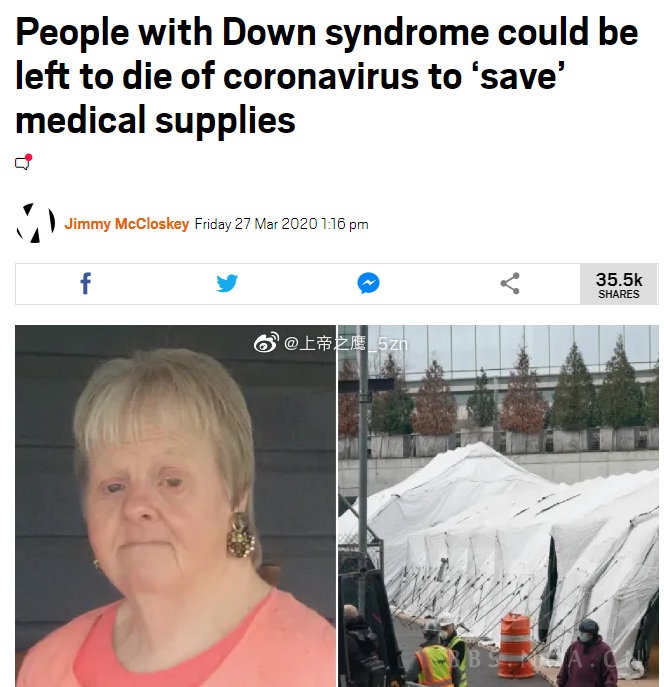 People with Down syndrome could be
left to die of coronavirus to ‘save’
medical supplies
Jimmy McCloskey Friday 27 Mar 2020 1:16 pm
35.5k
SHARES
@上帝之鹰_5zn